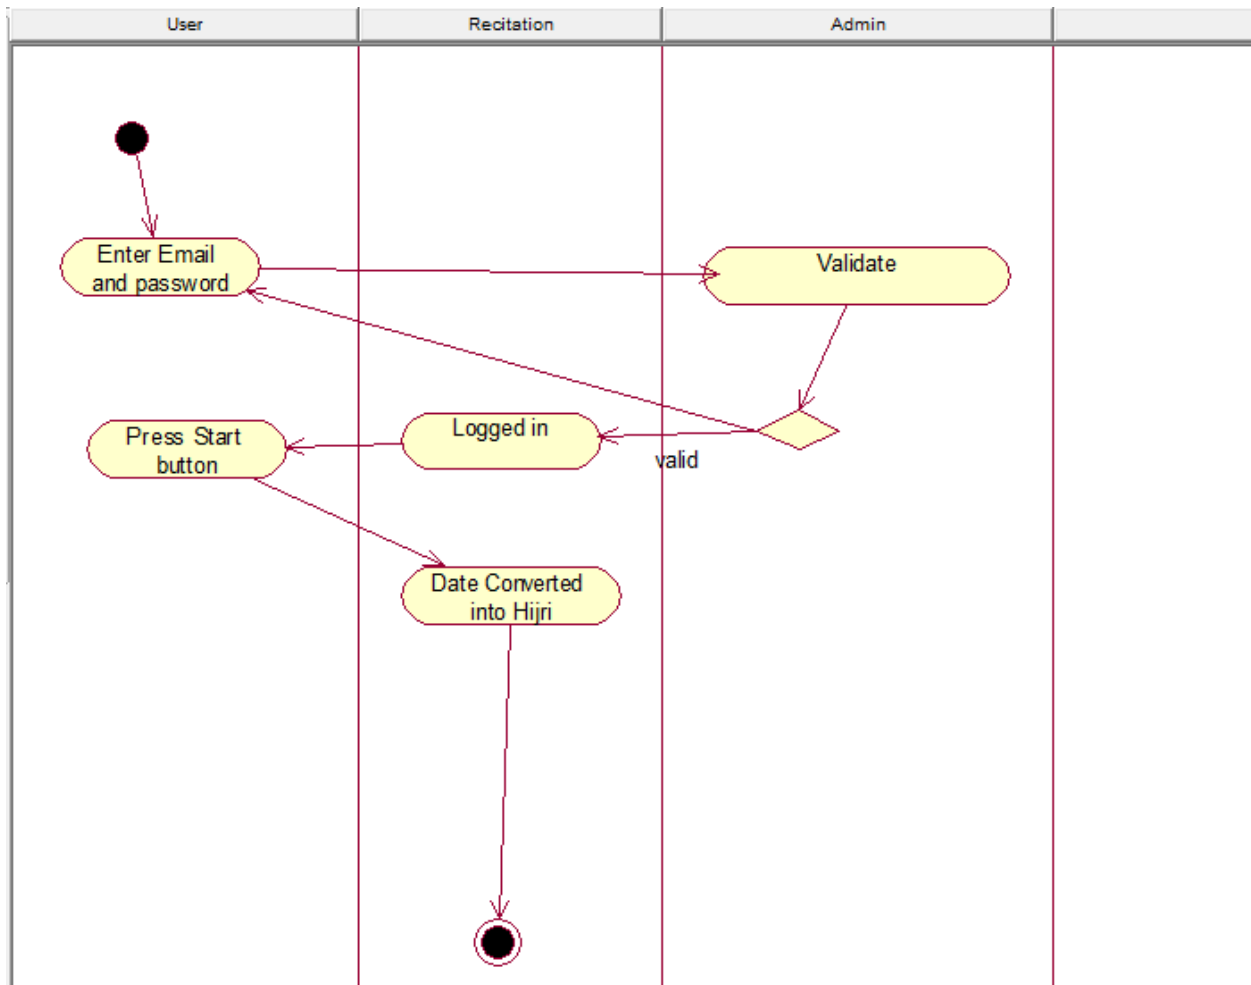 User
Recitation
Admin
Enter Email
and password
Validate
Press Start
button
Logged in
valid
Date Converted
into Hijri